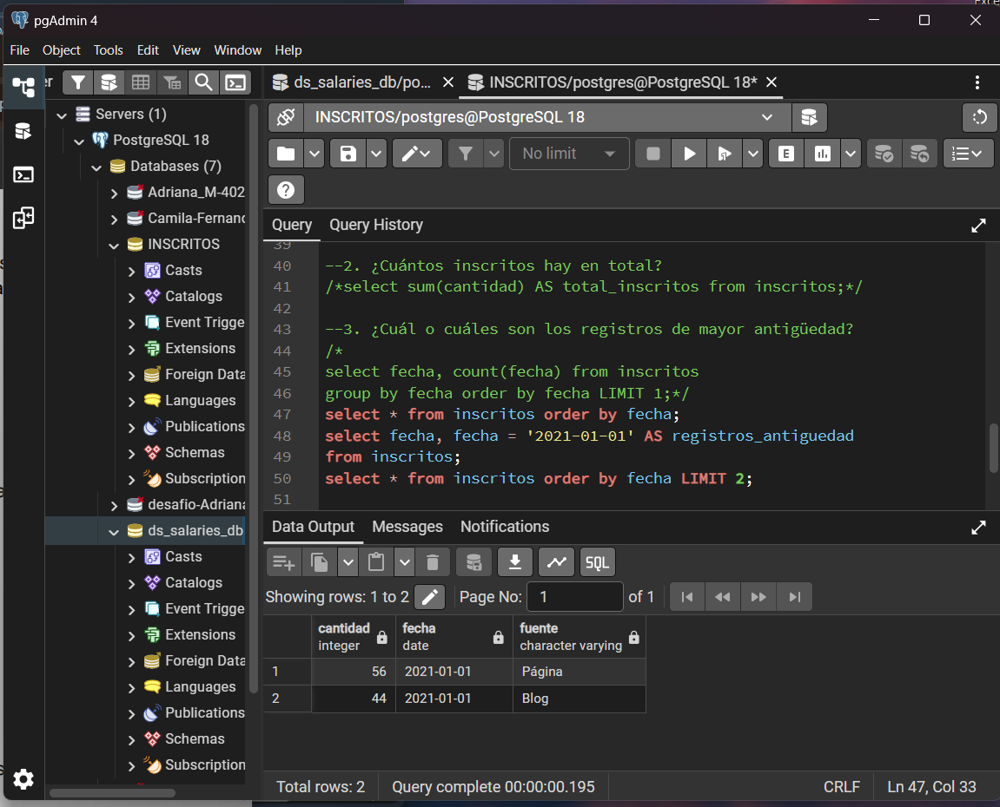 pgAdmin 4
File Object Tools Edit View Window Help
ds_salaries_db/po... INSCRITOS/postgres@PostgreSQL 18*
Servers (1)
PostgreSQL 18
Databases (7)
Adriana_M-402
Camila-Fernand
INSCRITOS
Casts
Catalogs
Event Trigge
Extensions
Foreign Data
Languages
Publications
Schemas
Subscription
desafio-Adriana
ds_salaries_db
Casts
Catalogs
Event Trigge
Extensions
Foreign Data
Languages
Publications
Schemas
Subscription
INSCRITOS/postgres@PostgreSQL 18
No limit
E
Query Query History
39
40 --2. ¿Cuántos inscritos hay en total?
41 /*select sum(cantidad) AS total_inscritos from inscritos;*/
42
43 --3. ¿Cuál o cuáles son los registros de mayor antigüedad?
44 /*
45 select fecha, count(fecha) from inscritos
46 group by fecha order by fecha LIMIT 1;*/
47 select * from inscritos order by fecha;
48 select fecha, fecha = '2021-01-01' AS registros_antiguedad
49 from inscritos;
50 select * from inscritos order by fecha LIMIT 2;
51
Data Output Messages Notifications
SQL
Showing rows: 1 to 2 Page No: 1 of 1
cantidad fecha fuente
integer date character varying
1 56 2021-01-01 Página
2 44 2021-01-01 Blog
Total rows: 2 Query complete 00:00:00.195 CRLF Ln 47, Col 33